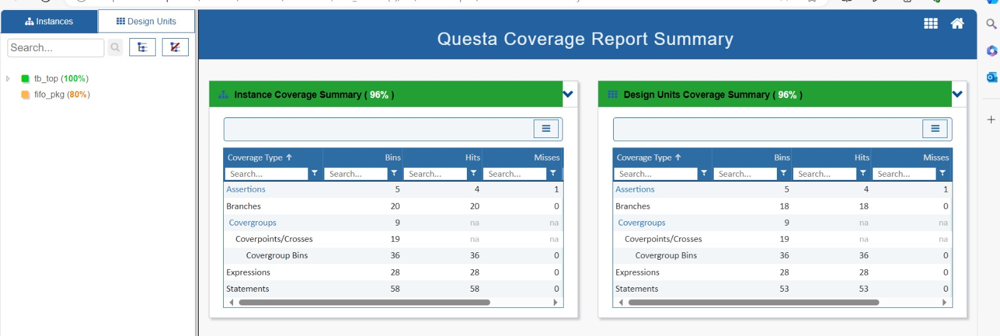 Instances
Design Units
Search...
tb_top (100%)
fifo_pkg (80%)
Questa Coverage Report Summary
Instance Coverage Summary ( 96% )
Coverage Type ↑ Bins Hits Misses
Search... Search... Search... Search...
Assertions 5 4 1
Branches 20 20 0
Covergroups 9 na na
Coverpoints/Crosses 19 na na
Covergroup Bins 36 36 0
Expressions 28 28 0
Statements 58 58 0
Design Units Coverage Summary ( 96% )
Coverage Type ↑ Bins Hits Misses
Search... Search... Search... Search...
Assertions 5 4 1
Branches 18 18 0
Covergroups 9 na na
Coverpoints/Crosses 19 na na
Covergroup Bins 36 36 0
Expressions 28 28 0
Statements 53 53 0